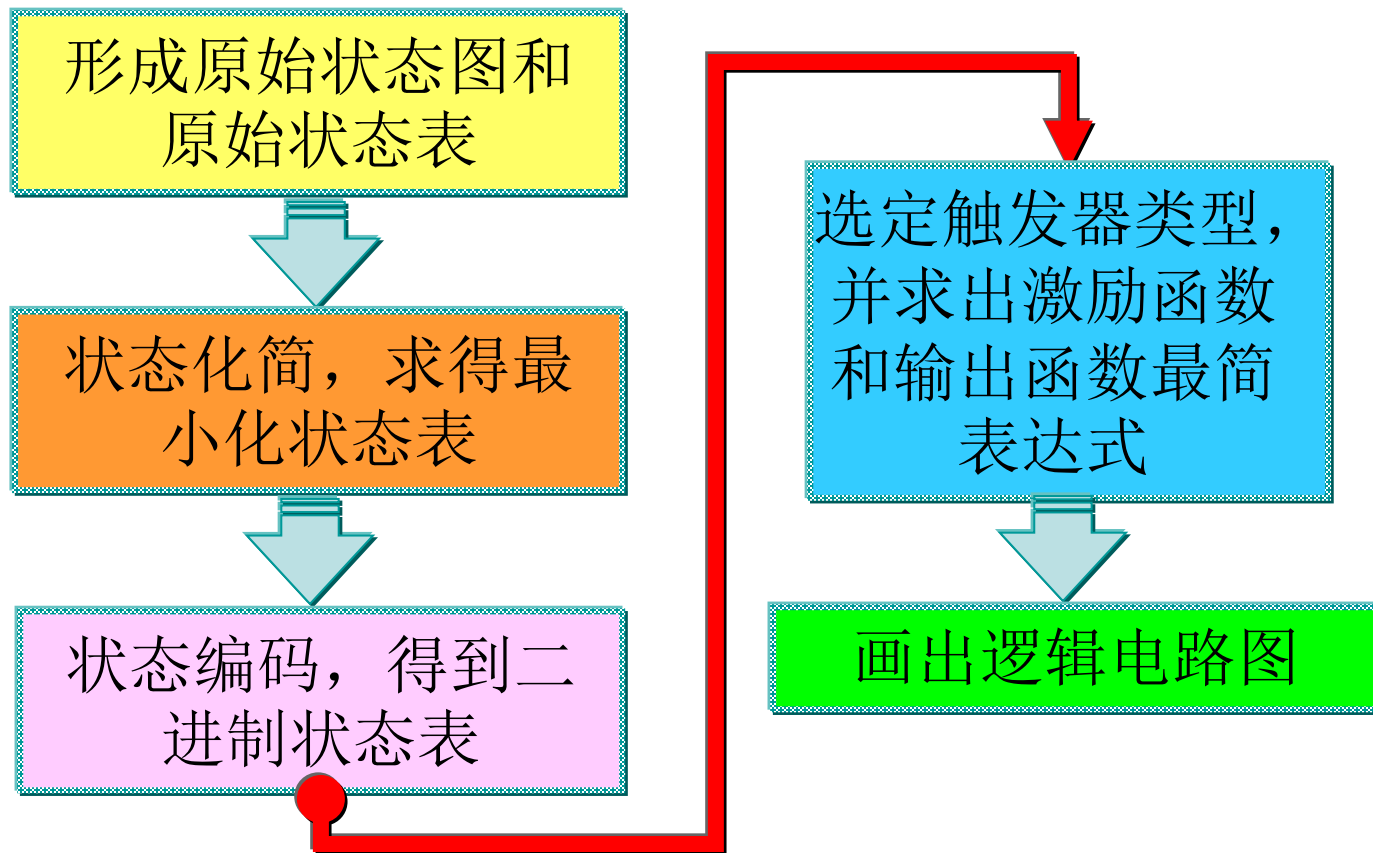 形成原始状态图和
原始状态表
状态化简，求得最
小化状态表
状态编码，得到二
进制状态表
选定触发器类型，
并求出激励函数
和输出函数最简
表达式
画出逻辑电路图